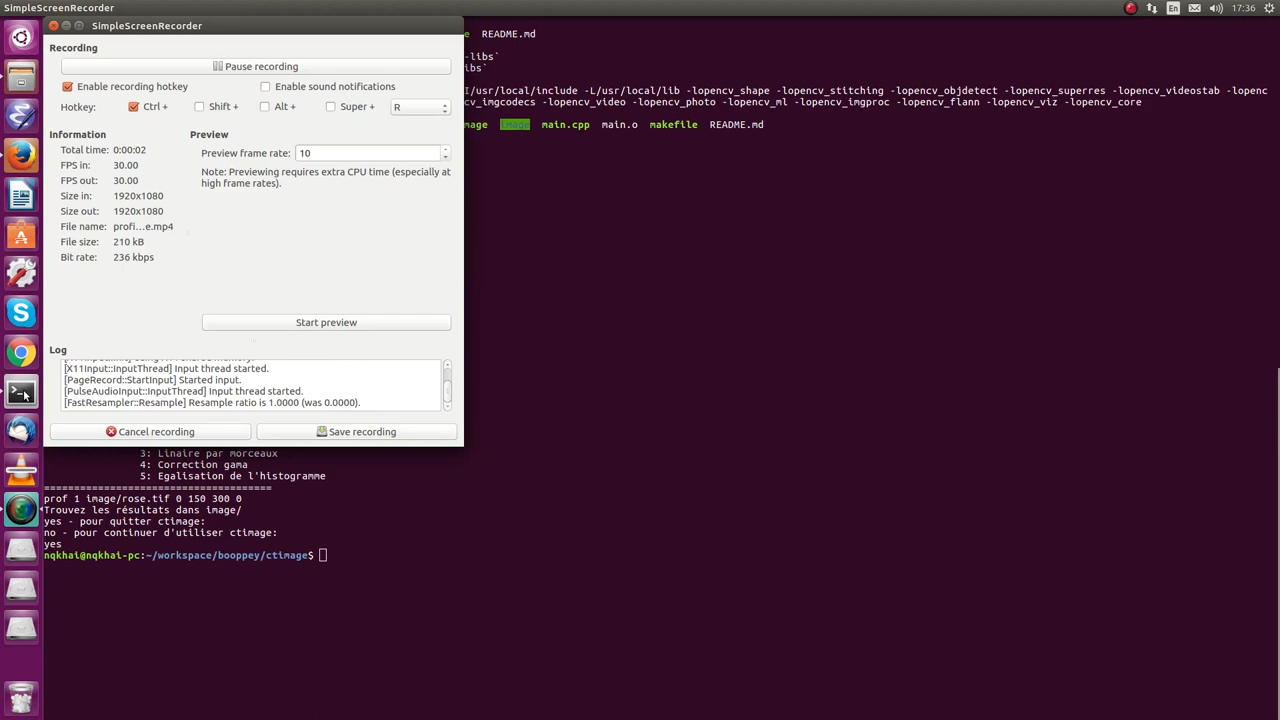 SimpleScreenRecorder
En
17:36
SimpleScreenRecorder
Recording
Pause recording
Enable recording hotkey
Enable sound notifications
Hotkey:
Ctrl +
Shift +
Alt +
Super +
R
Information
Total time: 0:00:02
FPS in: 30.00
FPS out: 30.00
Size in: 1920x1080
Size out: 1920x1080
File name: profi...e.mp4
File size: 210 kB
Bit rate: 236 kbps
Preview
Preview frame rate: 10
Note: Previewing requires extra CPU time (especially at
high frame rates).
Start preview
Log
[X11Input::InputThread] Input thread started.
[PageRecord::StartInput] Started input.
[PulseAudioInput::InputThread] Input thread started.
[FastResampler::Resample] Resample ratio is 1.0000 (was 0.0000).
Cancel recording
Save recording
e README.md
-libs`
ibs`
I/usr/local/include -L/usr/local/lib -lopencv_shape -lopencv_stitching -lopencv_objdetect -lopencv_superres -lopencv_videostab -lopenc
cv_imgcodecs -lopencv_video -lopencv_photo -lopencv_ml -lopencv_imgproc -lopencv_flann -lopencv_viz -lopencv_core
mage image main.cpp main.o makefile README.md
3: Linaire par morceaux
4: Correction gama
5: Egalisation de l'histogramme
======================================
prof 1 image/rose.tif 0 150 300 0
Trouvez les résultats dans image/
yes - pour quitter ctimage:
no - pour continuer d'utiliser ctimage:
yes
nqkhai@nqkhai-pc:~/workspace/booppey/ctimage$